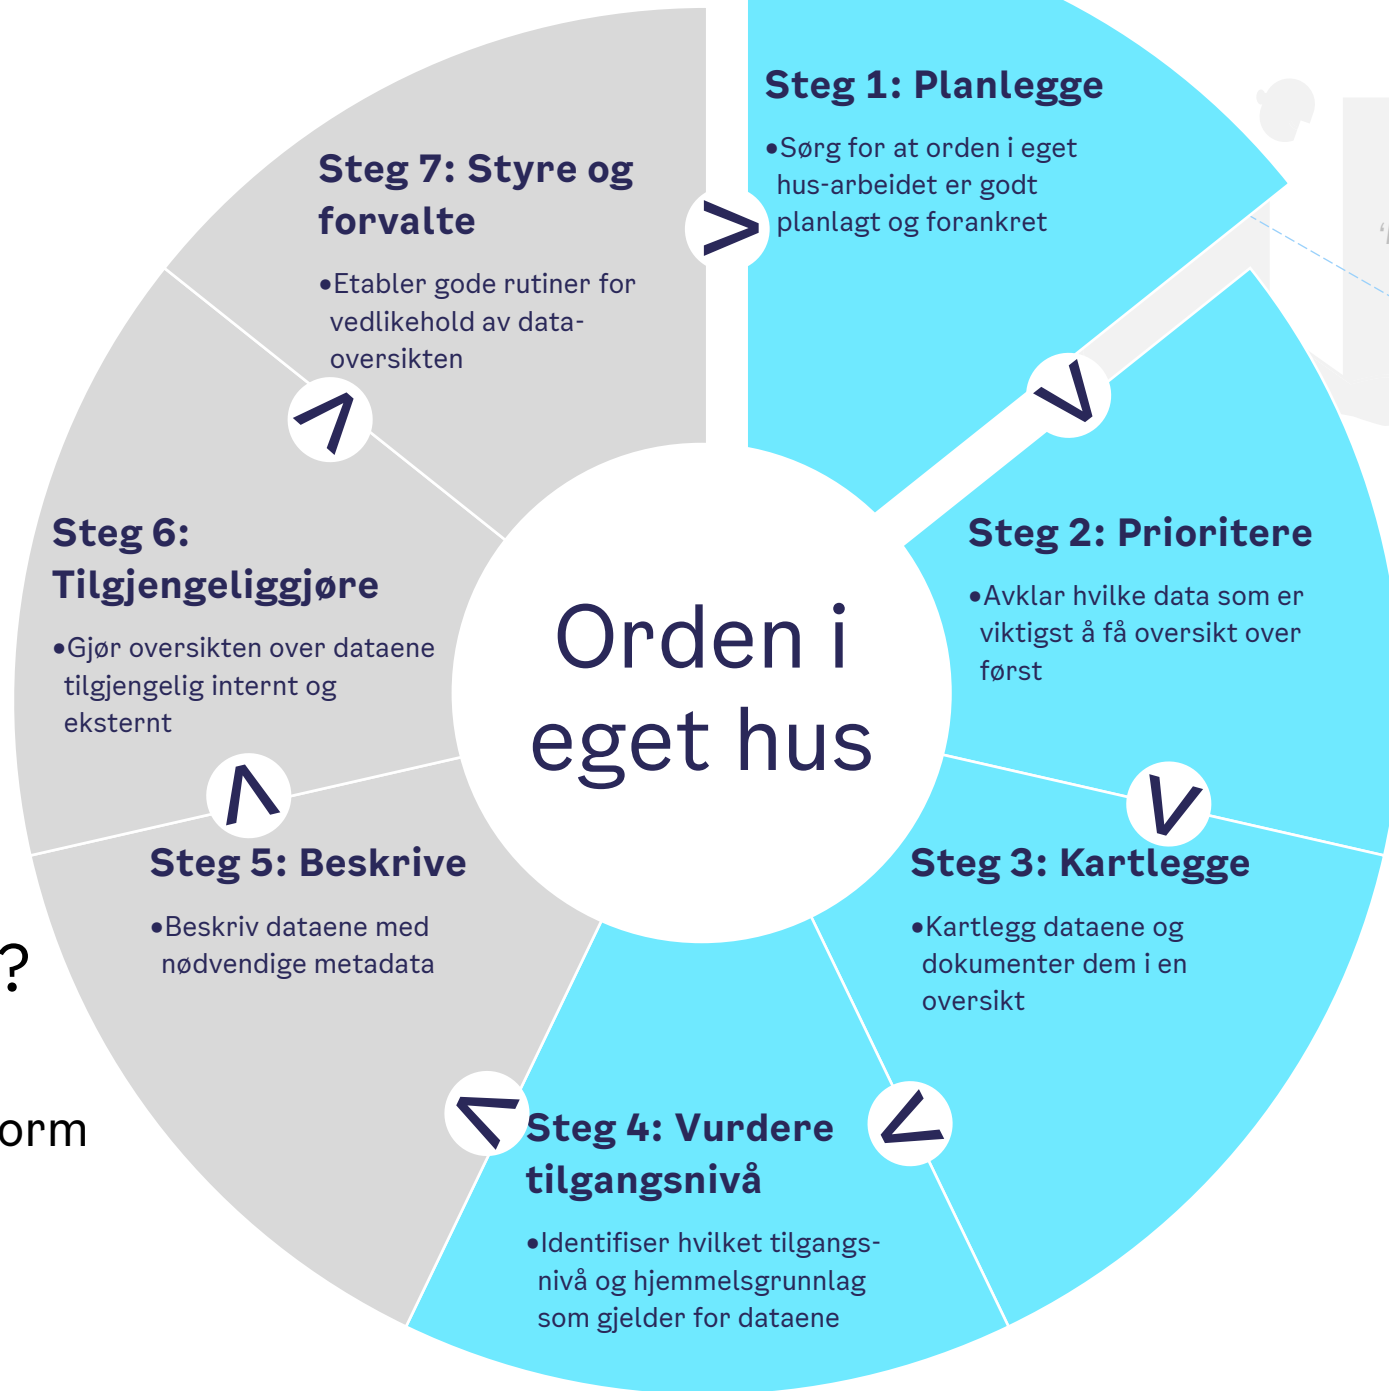 Steg 1: Planlegge
•Sørg for at orden i eget
hus-arbeidet er godt
planlagt og forankret
Steg 2: Prioritere
•Avklar hvilke data som er
viktigst å få oversikt over
først
Steg 3: Kartlegge
•Kartlegg dataene og
dokumenter dem i en
oversikt
Steg 4: Vurdere
tilgangsnivå
•Identifiser hvilket tilgangs-
nivå og hjemmelsgrunnlag
som gjelder for dataene
Steg 5: Beskrive
•Beskriv dataene med
nødvendige metadata
Steg 6:
Tilgjengeliggjøre
•Gjør oversikten over dataene
tilgjengelig internt og
eksternt
Steg 7: Styre og
forvalte
•Etabler gode rutiner for
vedlikehold av data-
oversikten
Orden i
eget hus
?
orm